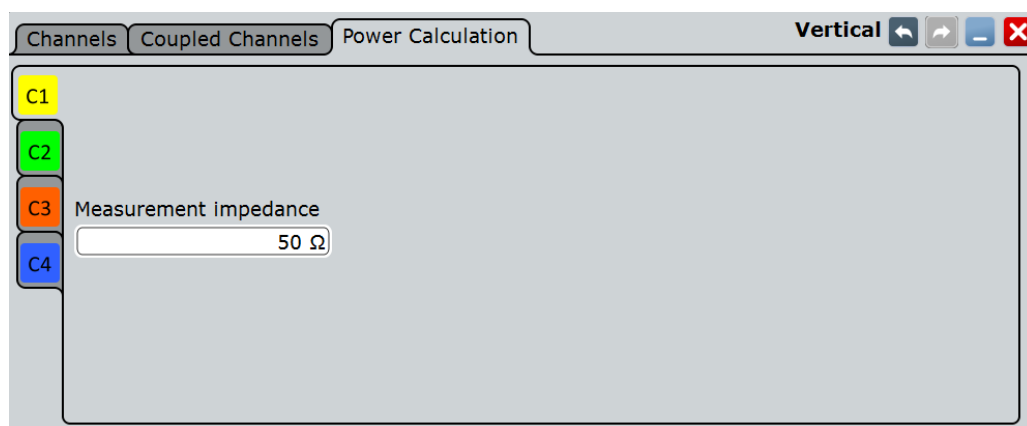 Channels Coupled Channels Power Calculation Vertical
C1
C2
C3 Measurement impedance
50 Ω
C4